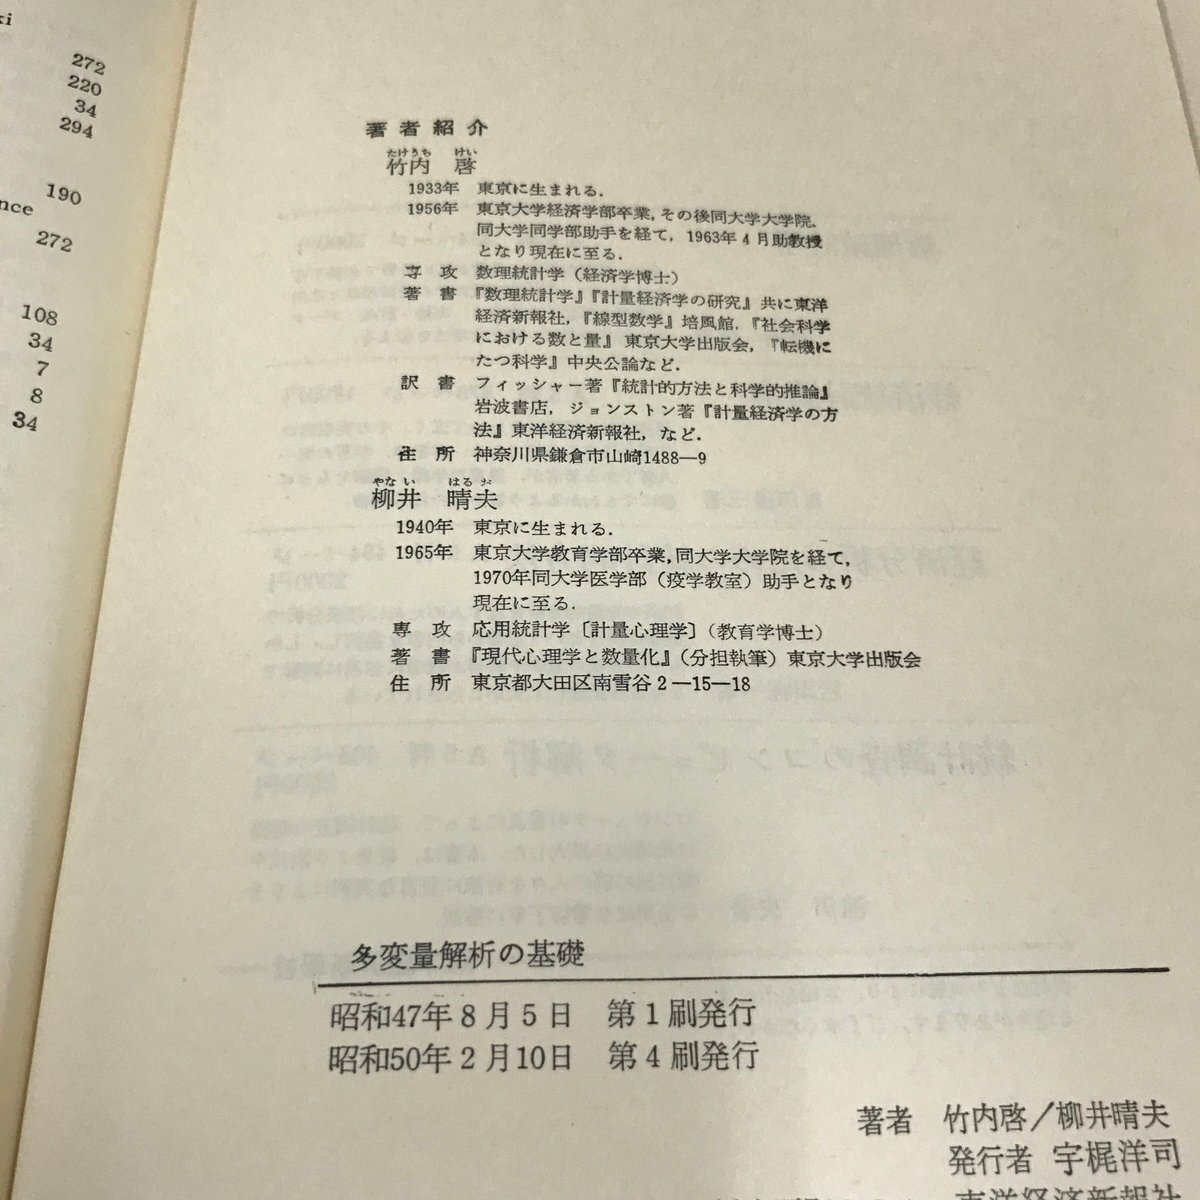 ki
272
220
34
294
190
nce
272
108
34
7
8
34
著者紹介
たけうち けい
竹内 啓
1933年 東京に生まれる.
1956年 東京大学経済学部卒業,その後同大学大学院,
同大学同学部助手を経て,1963年4月助教授
となり現在に至る.
専攻 数理統計学(経済学博士)
著書 『数理統計学』『計量経済学の研究』共に東洋
経済新報社,『線型数学』培風館,『社会科学
における数と量』東京大学出版会,『転機に
たつ科学』中央公論など.
訳書 フィッシャー著『統計的方法と科学的推論』
岩波書店,ジョンストン著『計量経済学の方
法』東洋経済新報社,など.
住所 神奈川県鎌倉市山崎1488—9
やない はるお
柳井 晴夫
1940年 東京に生まれる.
1965年 東京大学教育学部卒業,同大学大学院を経て,
1970年同大学医学部(疫学教室)助手となり
現在に至る.
専攻 応用統計学〔計量心理学〕(教育学博士)
著書 『現代心理学と数量化』(分担執筆)東京大学出版会
住所 東京都大田区南雪谷2—15—18
多変量解析の基礎
昭和47年8月5日 第1刷発行
昭和50年2月10日 第4刷発行
著者 竹内啓/柳井晴夫
発行者 宇梶洋司
東洋経済新報社